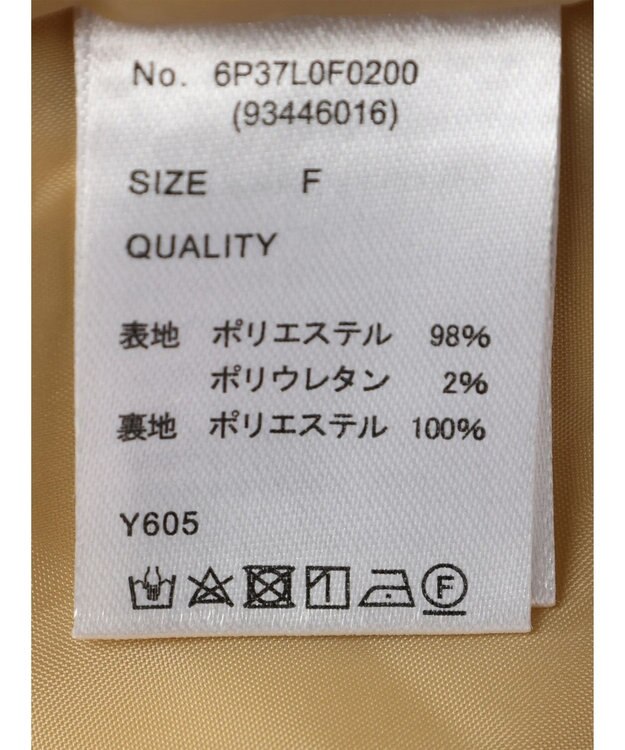 No. 6P37L0F0200
(93446016)
SIZE F
QUALITY
表地 ポリエステル 98%
ポリウレタン 2%
裏地 ポリエステル 100%
Y605
F